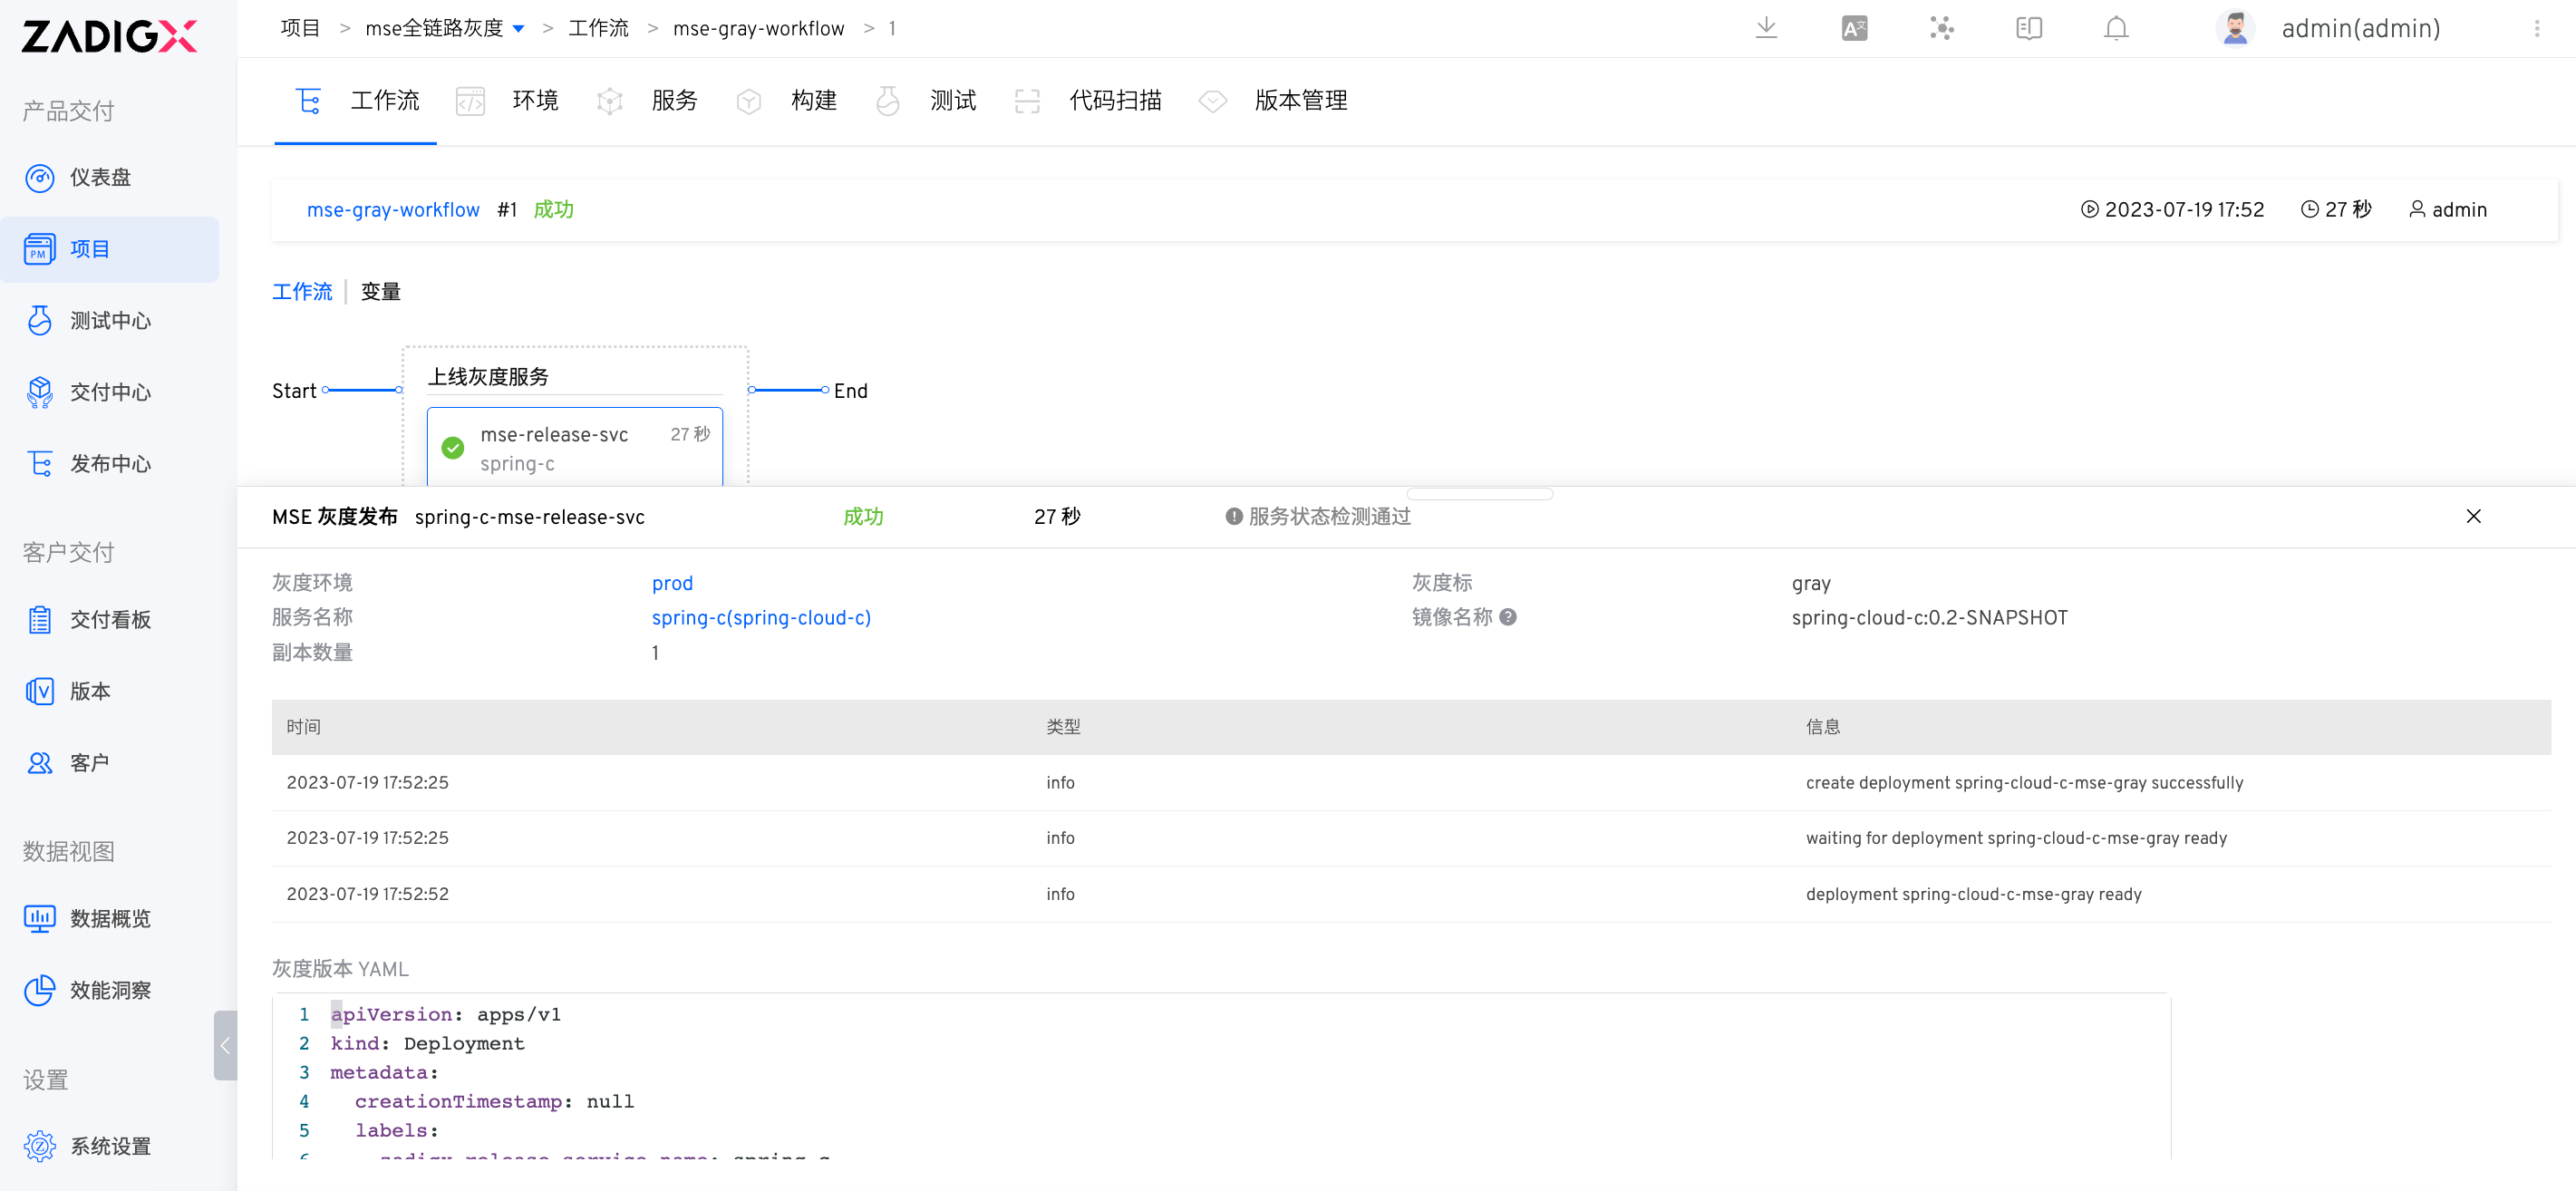 ZADIGX
项目 > mse全链路灰度 > 工作流 > mse-gray-workflow > 1
admin(admin)
产品交付
仪表盘
项目
测试中心
交付中心
发布中心
客户交付
交付看板
版本
客户
数据视图
数据概览
效能洞察
设置
系统设置
工作流 环境 服务 构建 测试 代码扫描 版本管理
mse-gray-workflow #1 成功 2023-07-19 17:52 27 秒 admin
工作流 变量
Start
上线灰度服务
End
mse-release-svc 27 秒
spring-c
MSE 灰度发布 spring-c-mse-release-svc 成功 27 秒 服务状态检测通过
灰度环境 prod 灰度标 gray
服务名称 spring-c(spring-cloud-c) 镜像名称 spring-cloud-c:0.2-SNAPSHOT
副本数量 1
时间 类型 信息
2023-07-19 17:52:25 info create deployment spring-cloud-c-mse-gray successfully
2023-07-19 17:52:25 info waiting for deployment spring-cloud-c-mse-gray ready
2023-07-19 17:52:52 info deployment spring-cloud-c-mse-gray ready
灰度版本 YAML
1 apiVersion: apps/v1
2 kind: Deployment
3 metadata:
4 creationTimestamp: null
5 labels: